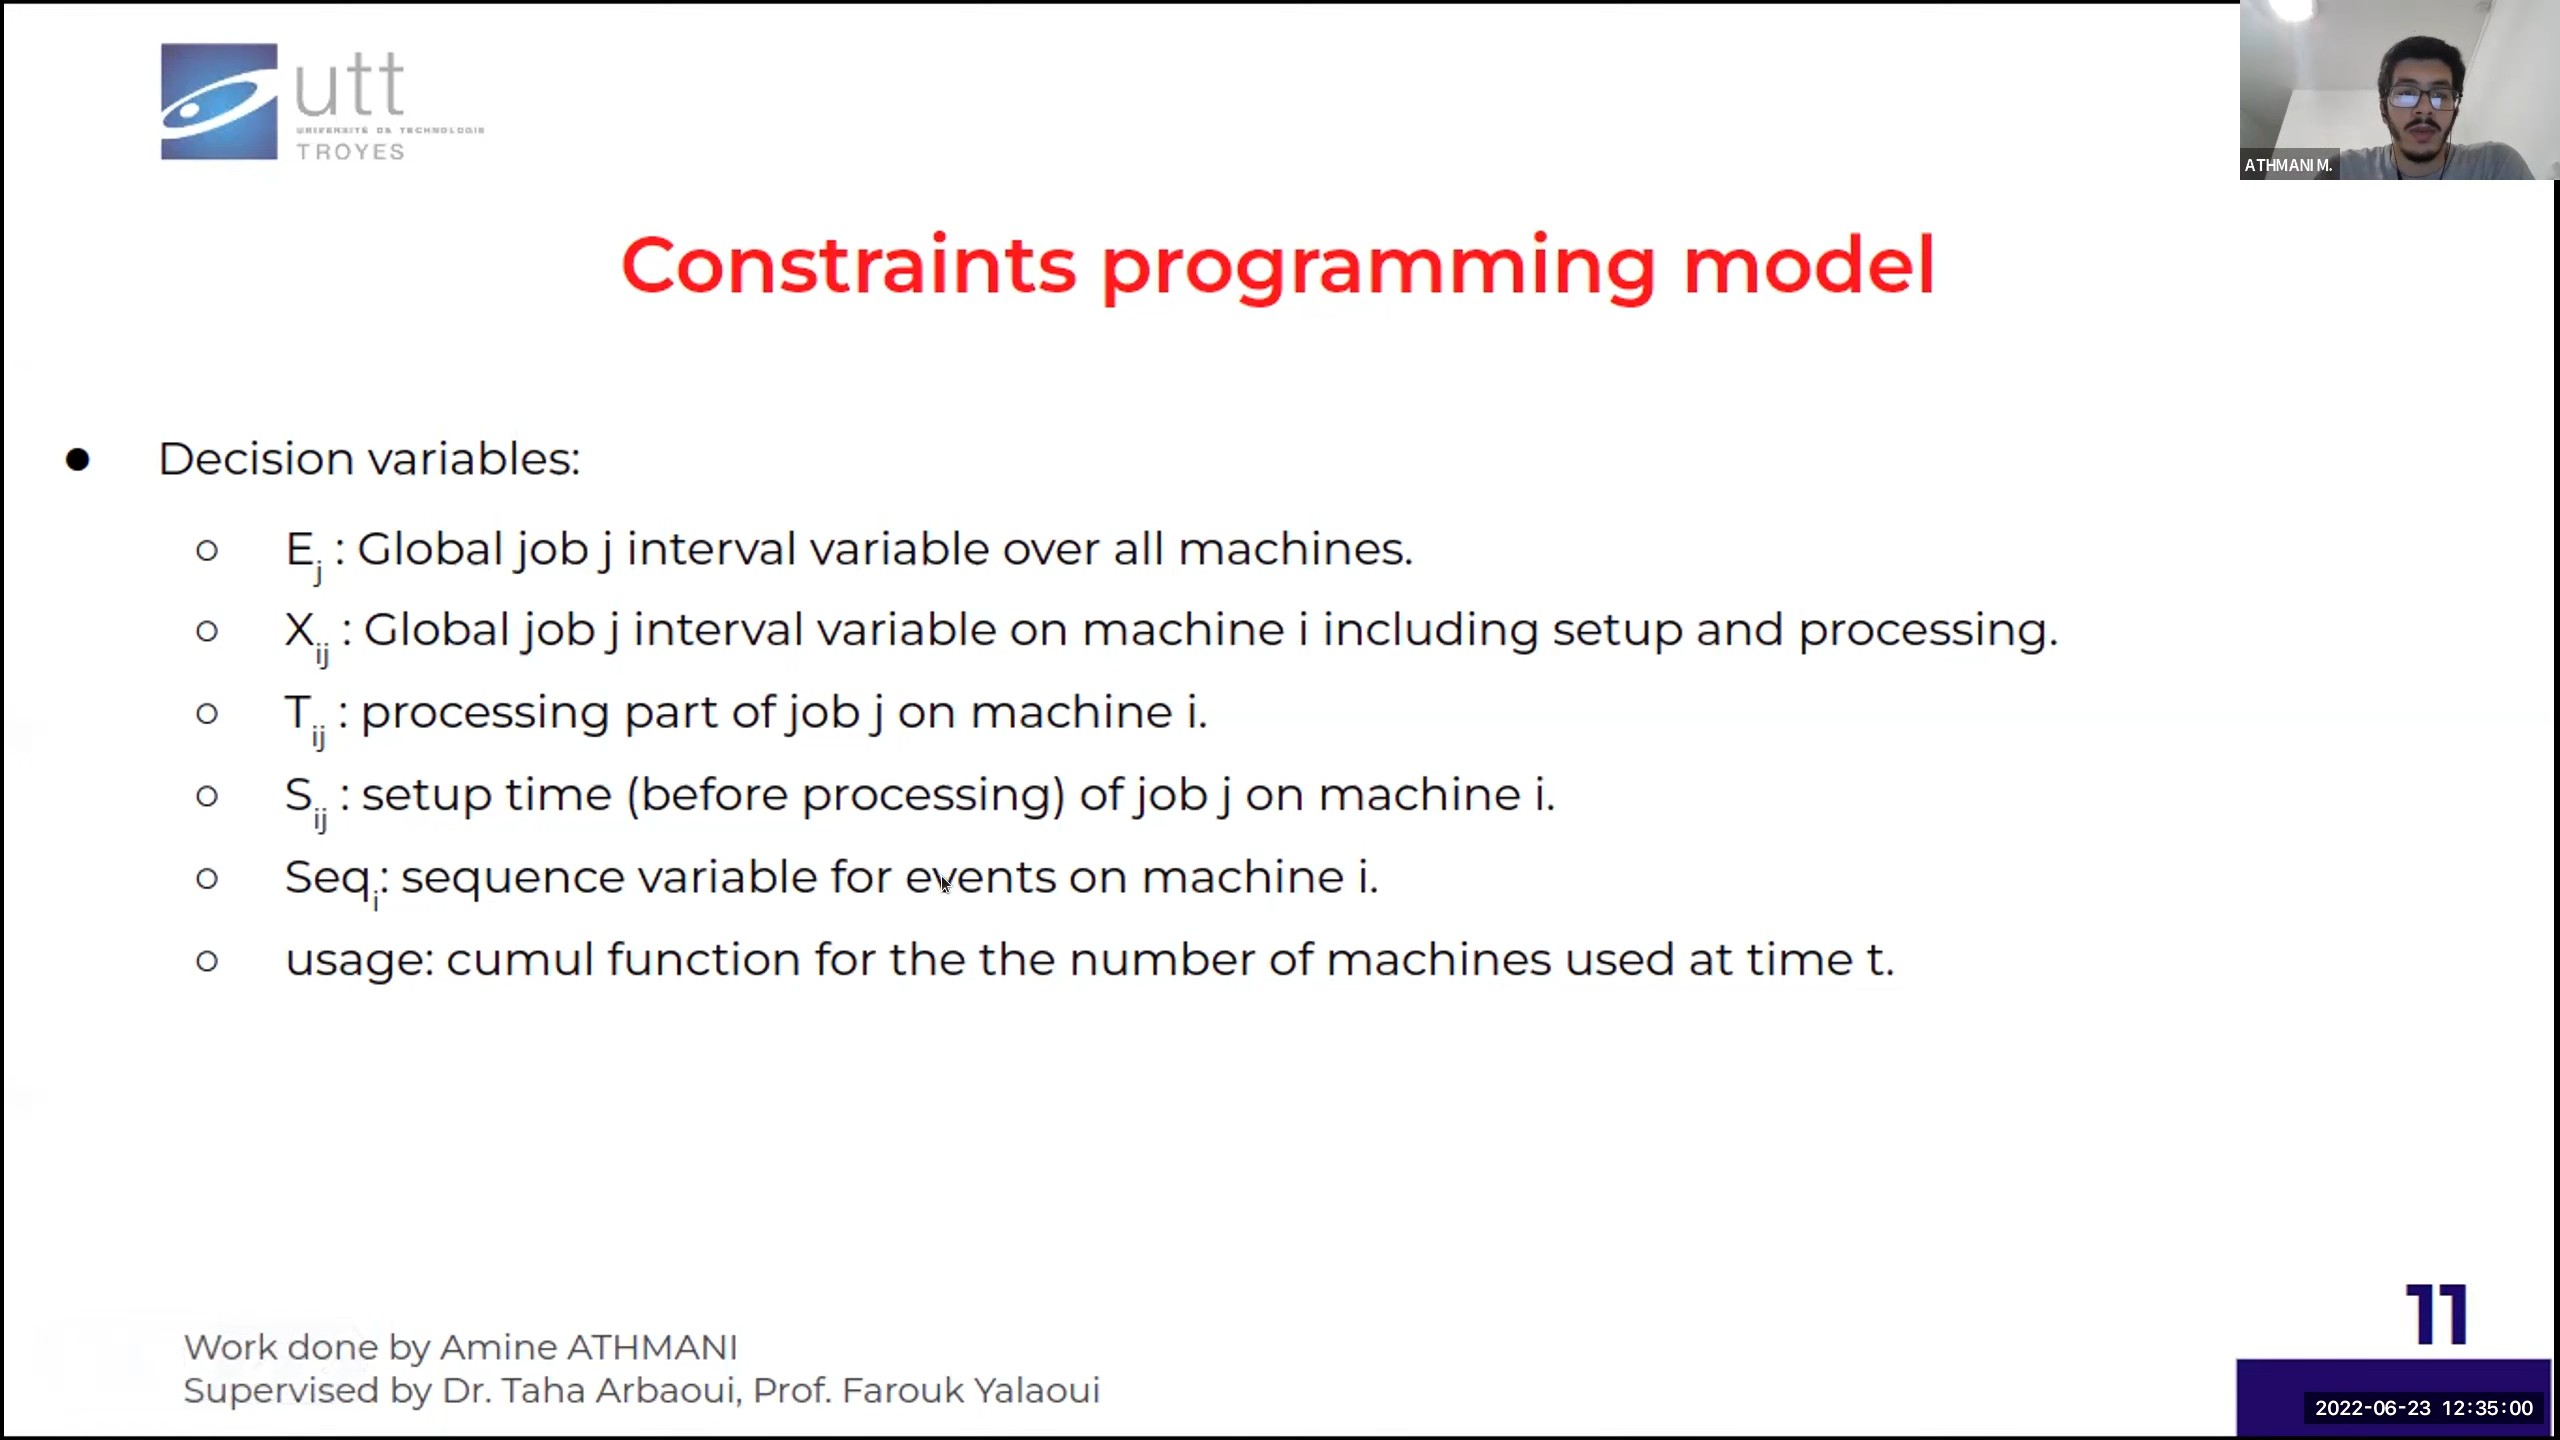 utt
UNIVERSITÉ DE TECHNOLOGIE
TROYES
ATHMANI M.
Constraints programming model
● Decision variables:
○ Ej : Global job j interval variable over all machines.
○ Xij : Global job j interval variable on machine i including setup and processing.
○ Tij : processing part of job j on machine i.
○ Sij : setup time (before processing) of job j on machine i.
○ Seqi: sequence variable for events on machine i.
○ usage: cumul function for the the number of machines used at time t.
11
Work done by Amine ATHMANI
Supervised by Dr. Taha Arbaoui, Prof. Farouk Yalaoui
2022-06-23 12:35:00